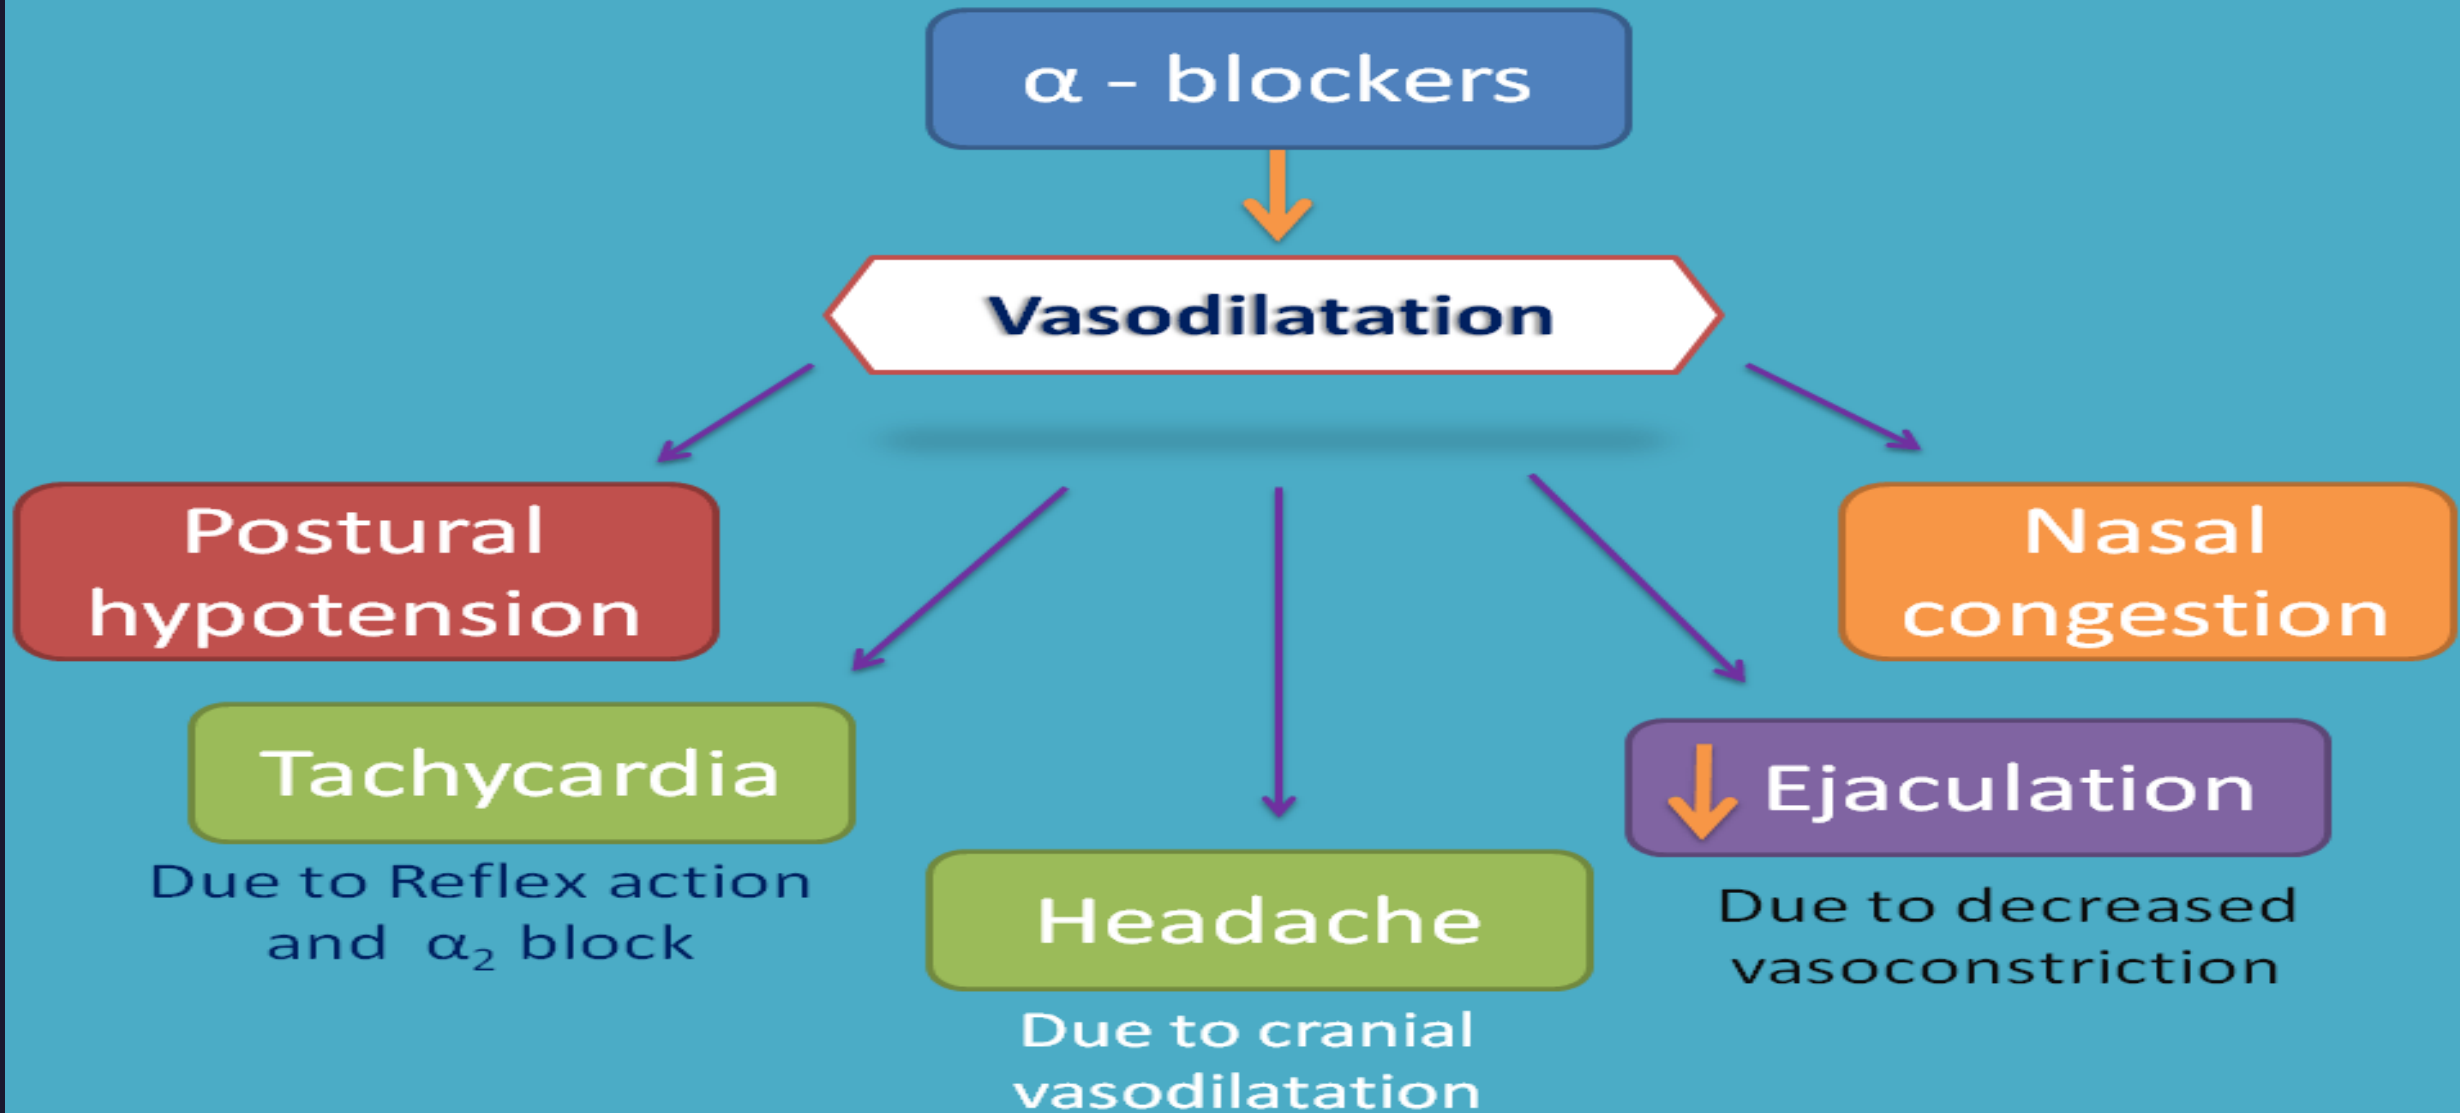 α - blockers
Vasodilatation
Postural
hypotension
Nasal
congestion
Tachycardia
Due to Reflex action
and α₂ block
Headache
Due to cranial
vasodilatation
↓ Ejaculation
Due to decreased
vasoconstriction